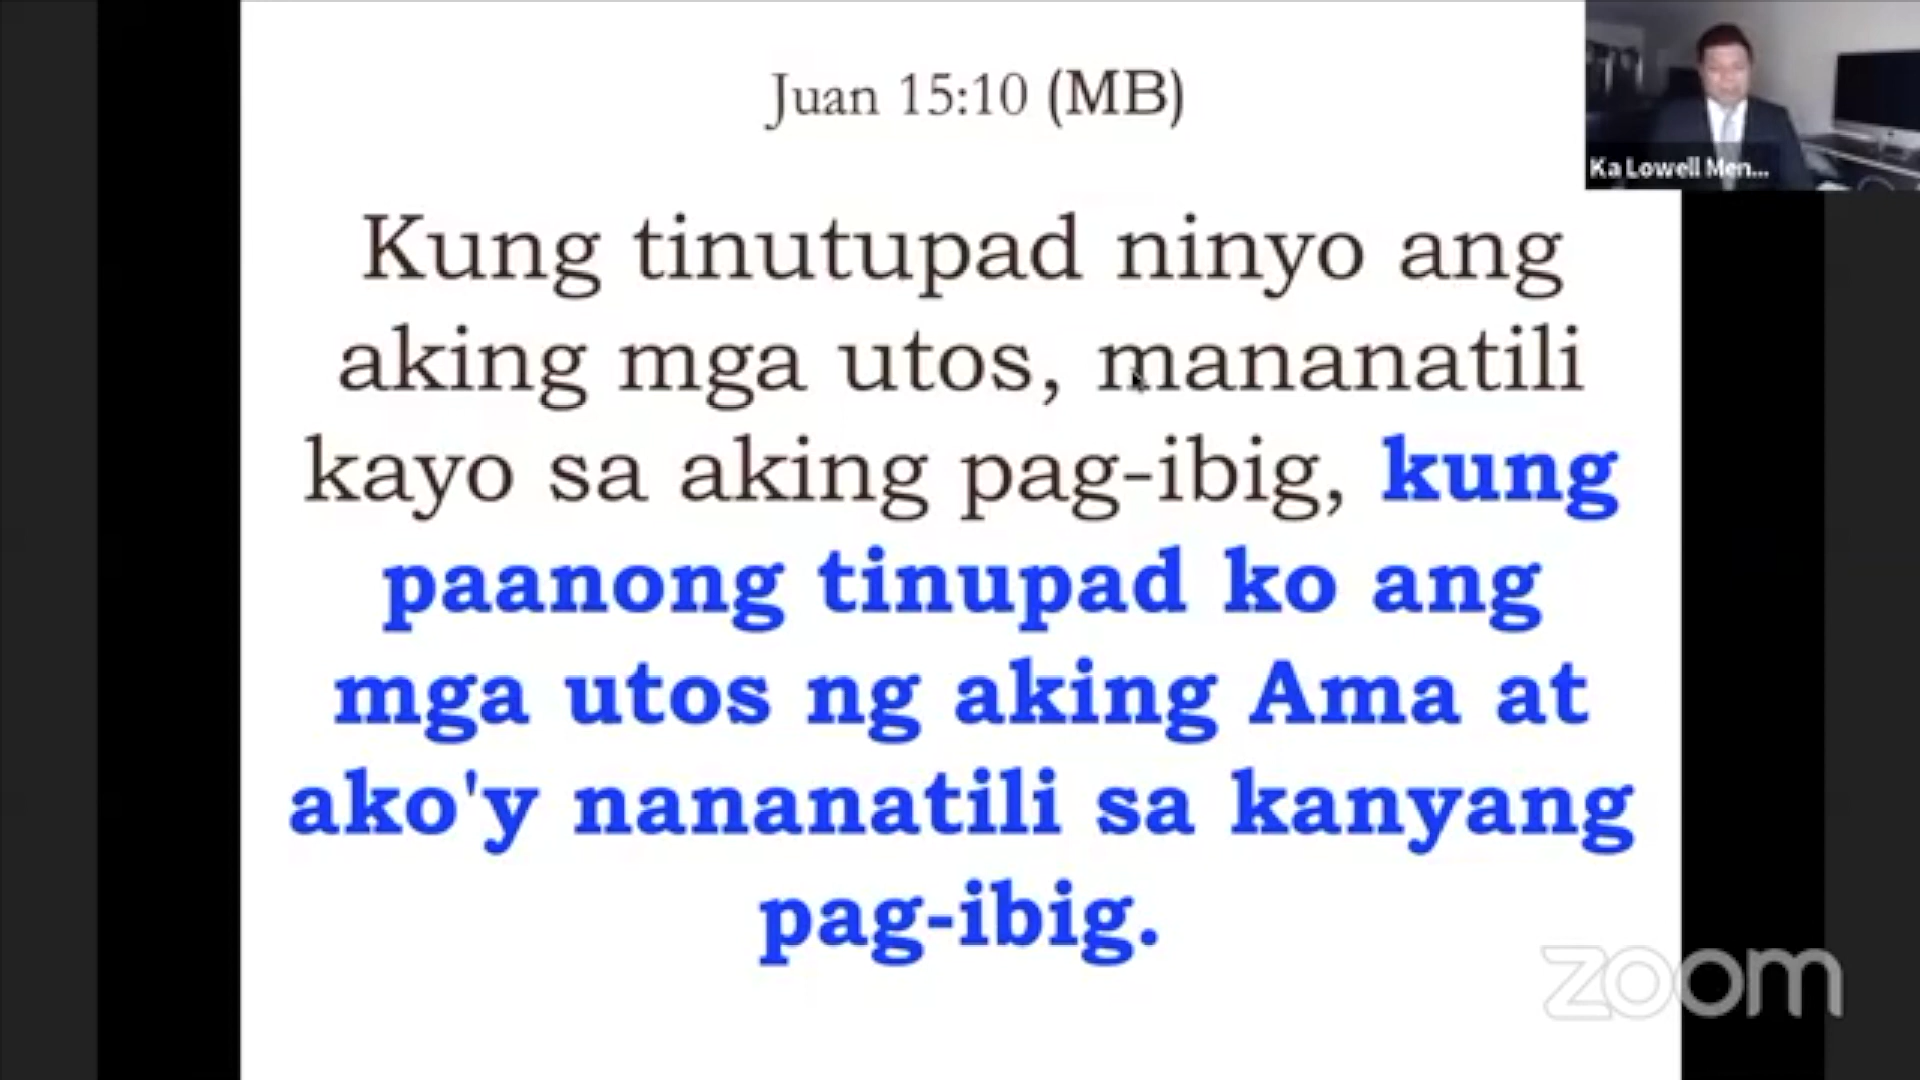 Juan 15:10 (MB)
Ka Lowell Men...
Kung tinutupad ninyo ang
aking mga utos, mananatili
kayo sa aking pag-ibig, kung
paanong tinupad ko ang
mga utos ng aking Ama at
ako'y nananatili sa kanyang
pag-ibig.
zoom